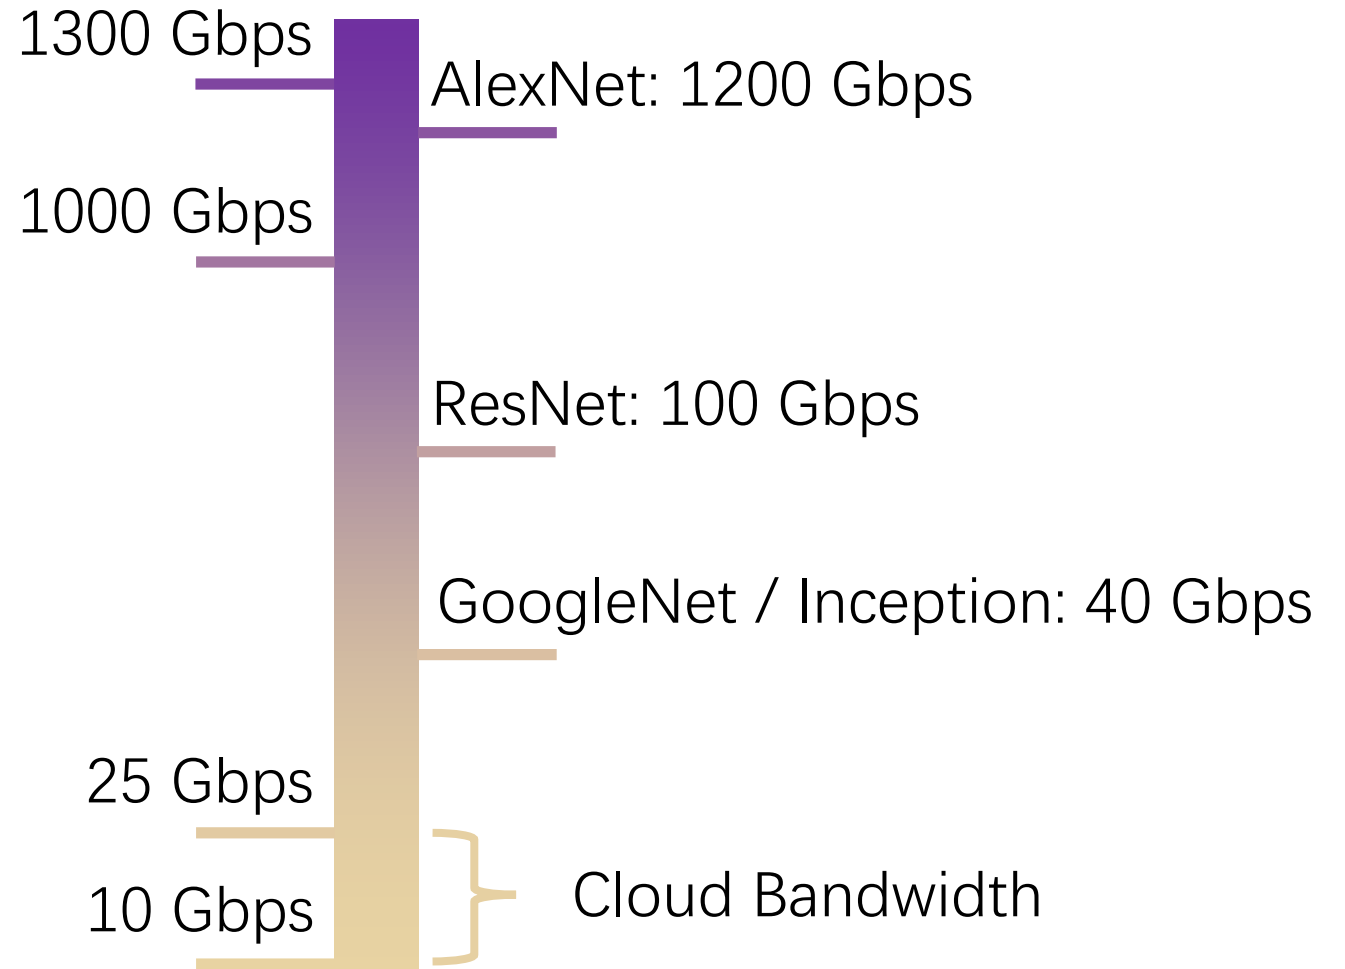 1300 Gbps
AlexNet: 1200 Gbps
1000 Gbps
ResNet: 100 Gbps
GoogleNet / Inception: 40 Gbps
25 Gbps
Cloud Bandwidth
10 Gbps